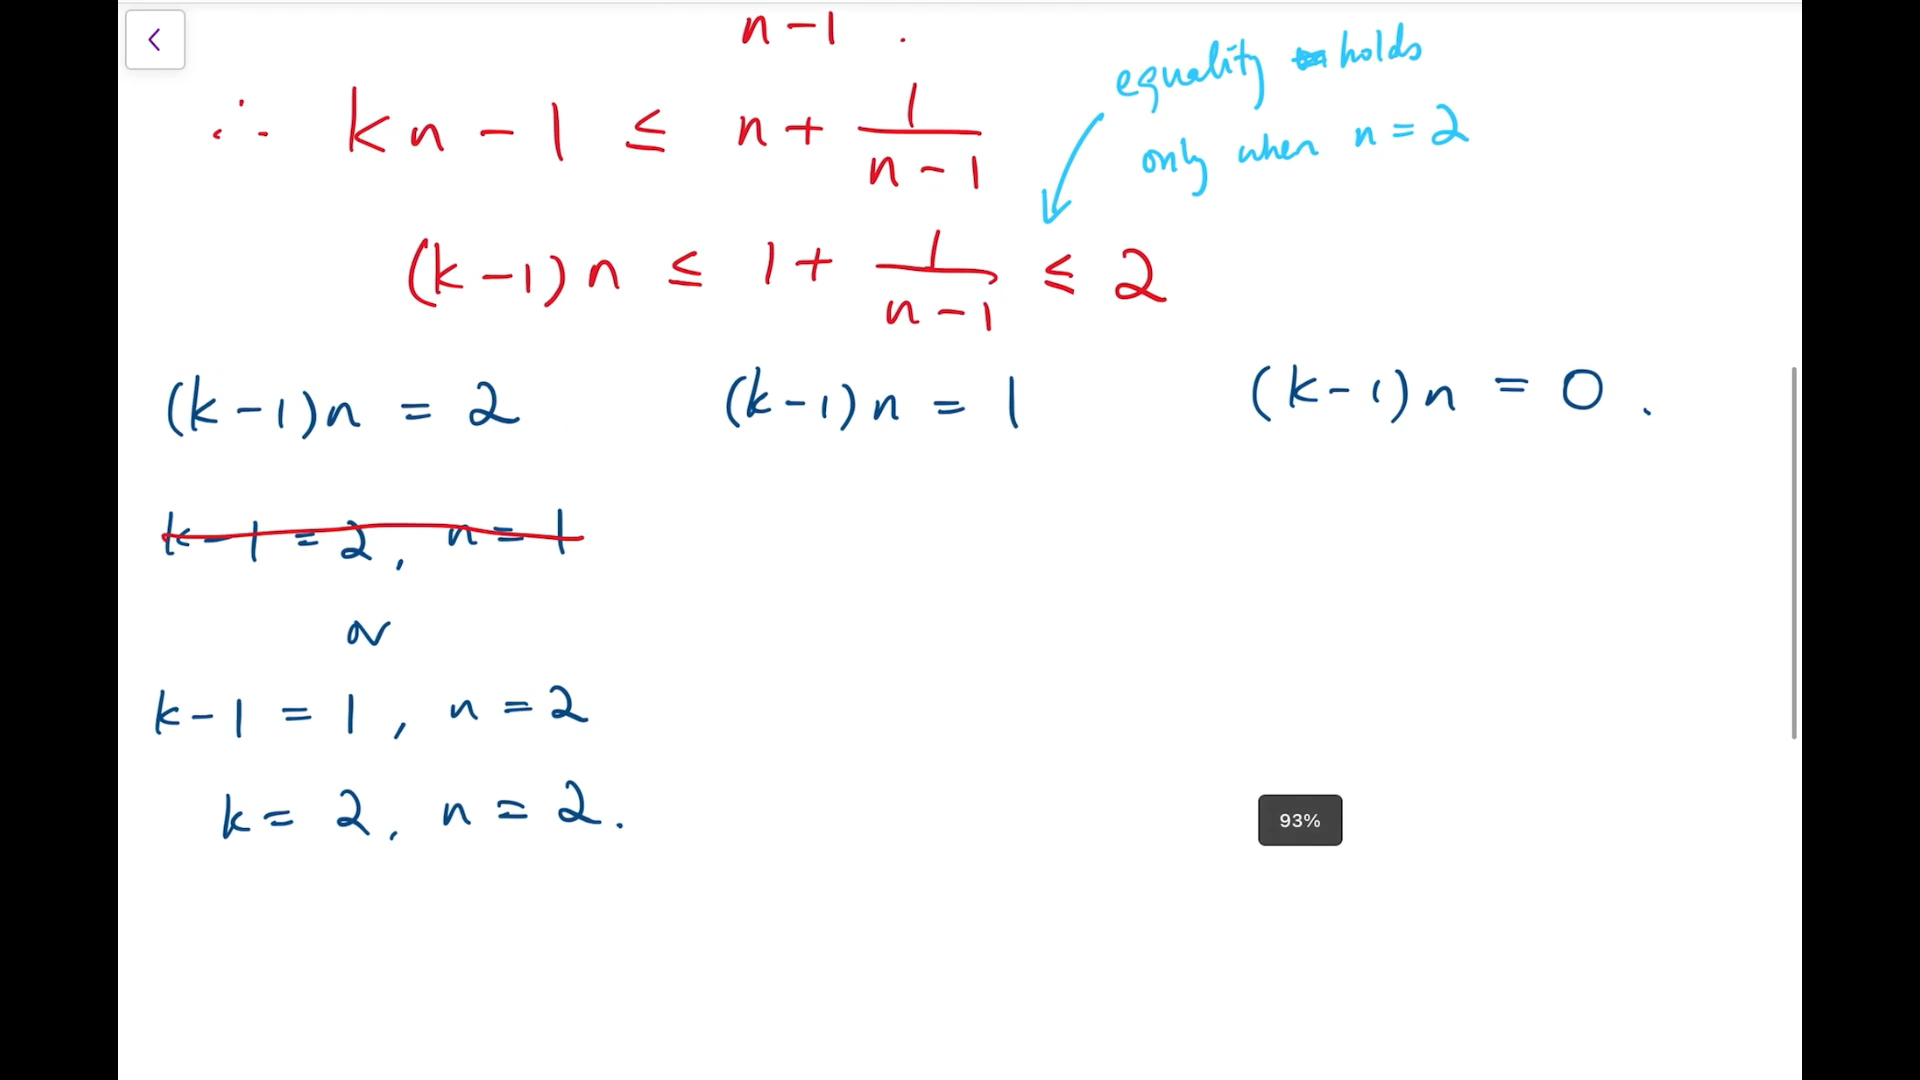 n - 1 .
equality holds
only when n = 2
∴ kn - 1 ≤ n + 1/(n - 1)
(k - 1) n ≤ 1 + 1/(n - 1) ≤ 2
(k - 1) n = 2 (k - 1) n = 1 (k - 1) n = 0 .
k - 1 = 2 , n = 1
or
k - 1 = 1 , n = 2
k = 2 , n = 2 .
93%